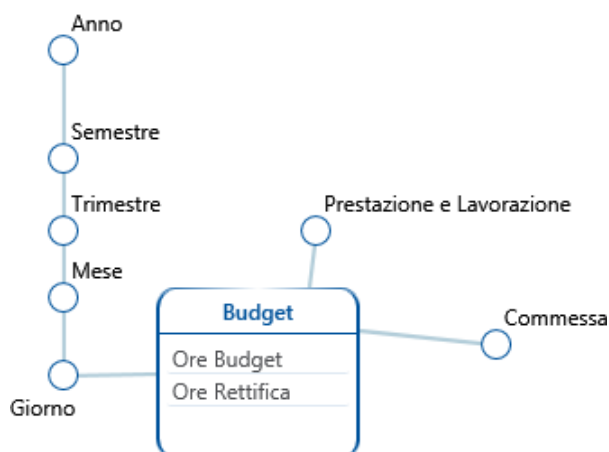 Anno
Semestre
Trimestre
Prestazione e Lavorazione
Mese
Budget
Commessa
Ore Budget
Ore Rettifica
Giorno